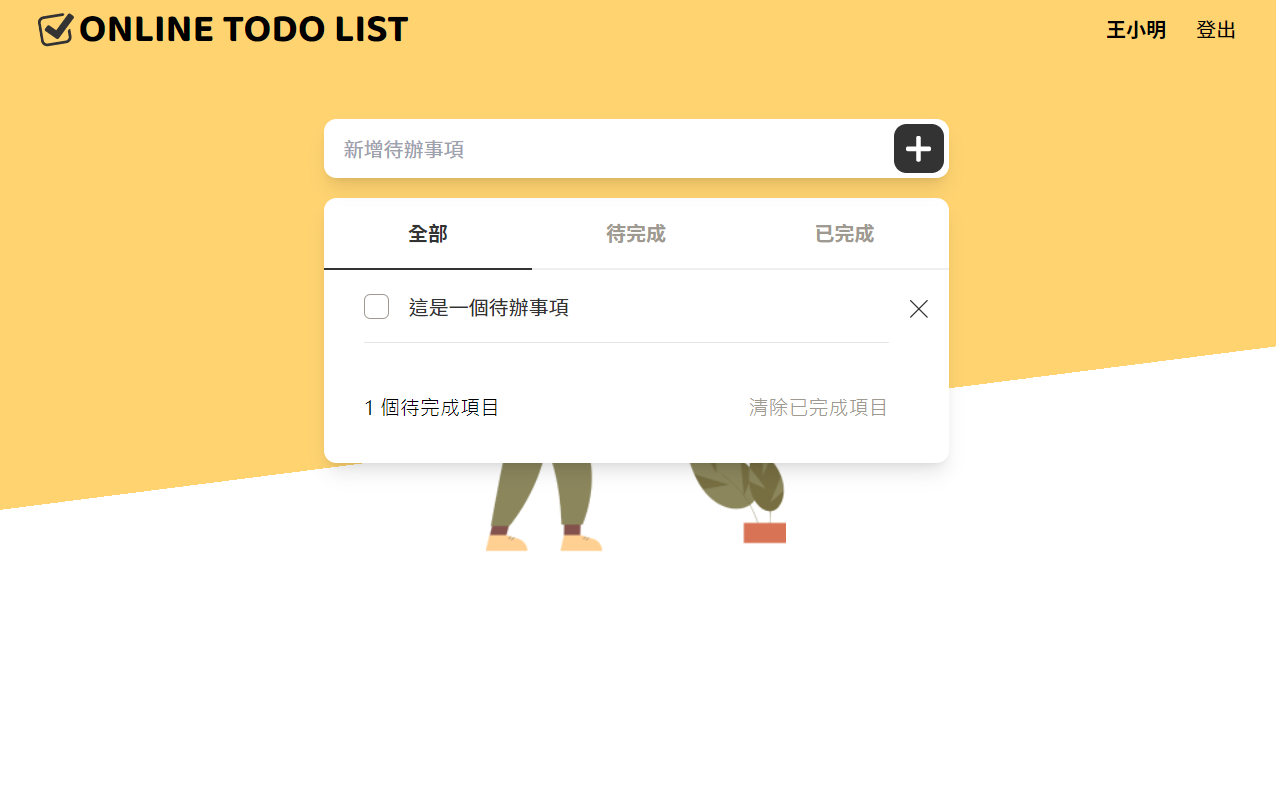 ONLINE TODO LIST
王小明 登出
新增待辦事項
全部 待完成 已完成
這是一個待辦事項
1 個待完成項目 清除已完成項目